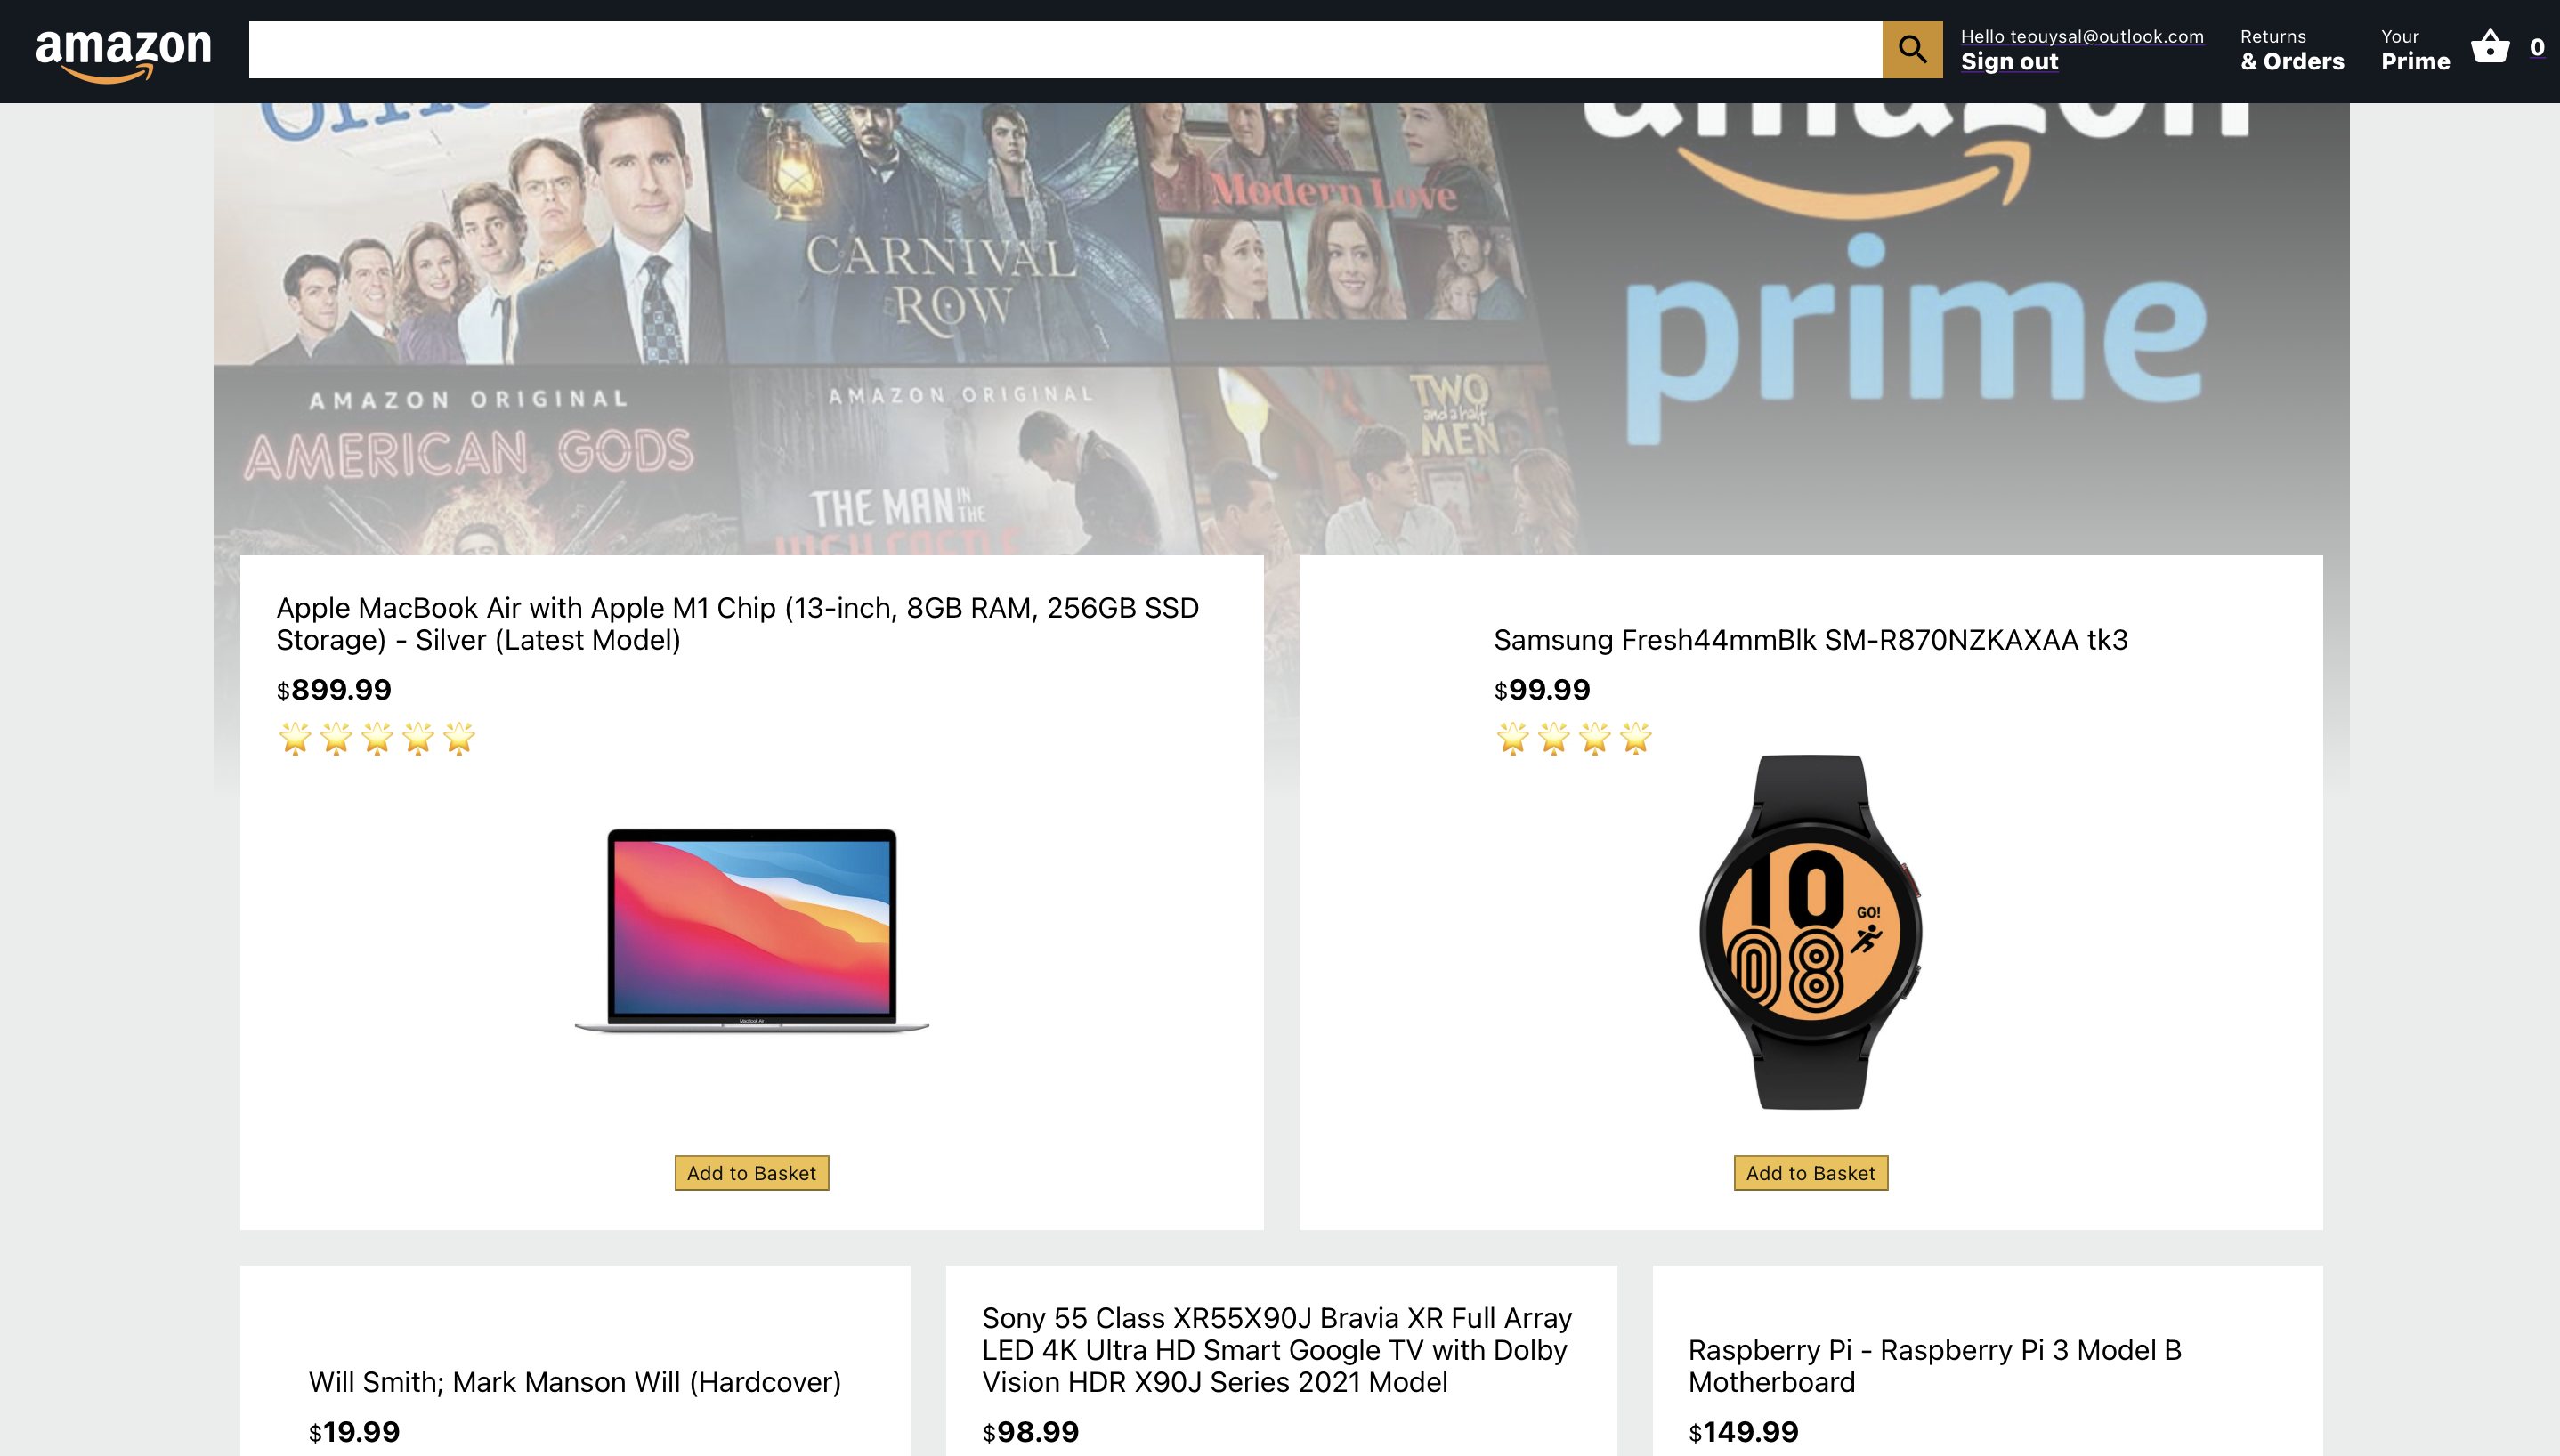 amazon
Hello teouysal@outlook.com
Sign out
Returns
& Orders
Your
Prime
0
CARNIVAL
ROW
Modern Love
amazon
prime
AMAZON ORIGINAL
AMERICAN GODS
AMAZON ORIGINAL
THE MAN IN THE
HIGH CASTLE
TWO
and a half
MEN
Apple MacBook Air with Apple M1 Chip (13-inch, 8GB RAM, 256GB SSD
Storage) - Silver (Latest Model)
$899.99
MacBook Air
Add to Basket
Samsung Fresh44mmBlk SM-R870NZKAXAA tk3
$99.99
10
GO!
08
Add to Basket
Will Smith; Mark Manson Will (Hardcover)
$19.99
Sony 55 Class XR55X90J Bravia XR Full Array
LED 4K Ultra HD Smart Google TV with Dolby
Vision HDR X90J Series 2021 Model
$98.99
Raspberry Pi - Raspberry Pi 3 Model B
Motherboard
$149.99